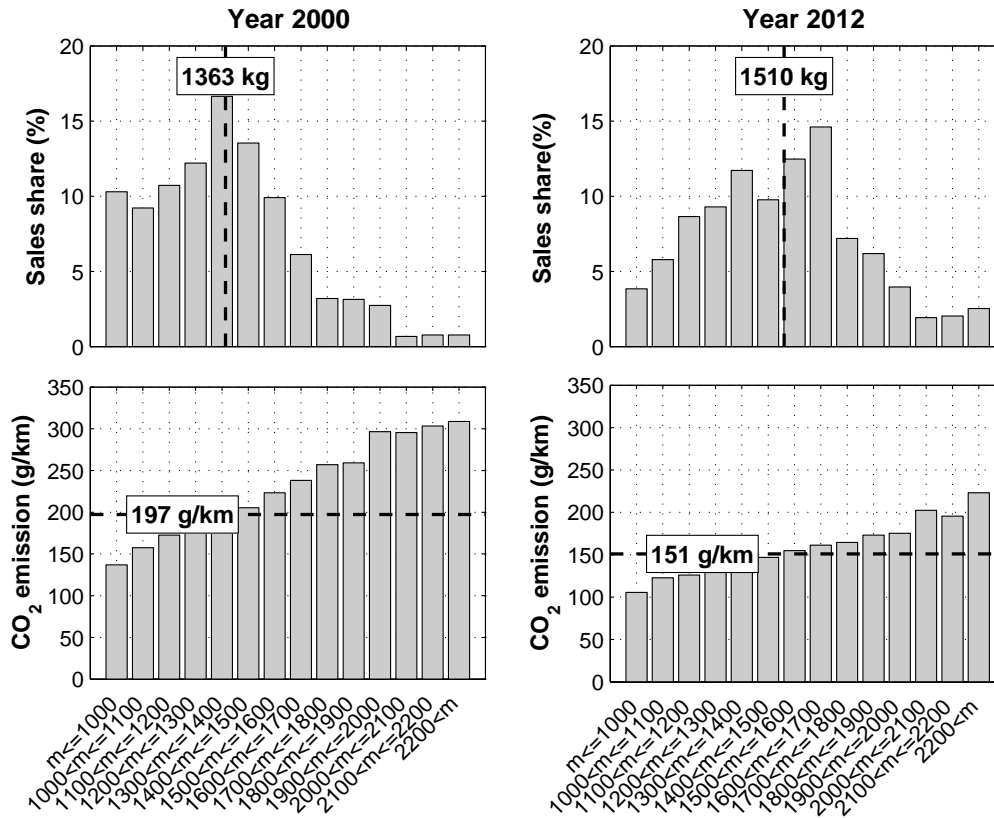 Year 2000
Year 2012
Sales share (%)
20
15
10
5
0
1363 kg
Sales share(%)
20
15
10
5
0
1510 kg
CO2 emission (g/km)
350
300
250
200
150
100
50
0
197 g/km
m<=1000
1000<m<=1100
1100<m<=1200
1200<m<=1300
1300<m<=1400
1400<m<=1500
1500<m<=1600
1600<m<=1700
1700<m<=1800
1800<m<=1900
1900<m<=2000
2000<m<=2100
2100<m<=2200
2200<m
CO2 emission (g/km)
350
300
250
200
150
100
50
0
151 g/km
m<=1000
1000<m<=1100
1100<m<=1200
1200<m<=1300
1300<m<=1400
1400<m<=1500
1500<m<=1600
1600<m<=1700
1700<m<=1800
1800<m<=1900
1900<m<=2000
2000<m<=2100
2100<m<=2200
2200<m